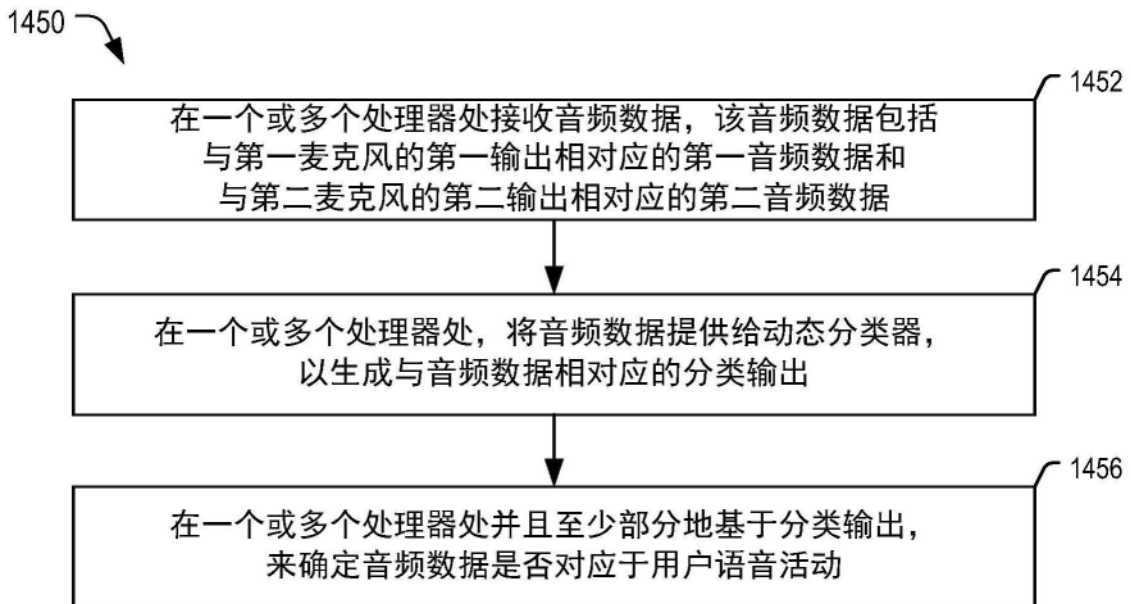 1450
1452
在一个或多个处理器处接收音频数据，该音频数据包括
与第一麦克风的第一输出相对应的第一音频数据和
与第二麦克风的第二输出相对应的第二音频数据
1454
在一个或多个处理器处，将音频数据提供给动态分类器，
以生成与音频数据相对应的分类输出
1456
在一个或多个处理器处并且至少部分地基于分类输出，
来确定音频数据是否对应于用户语音活动